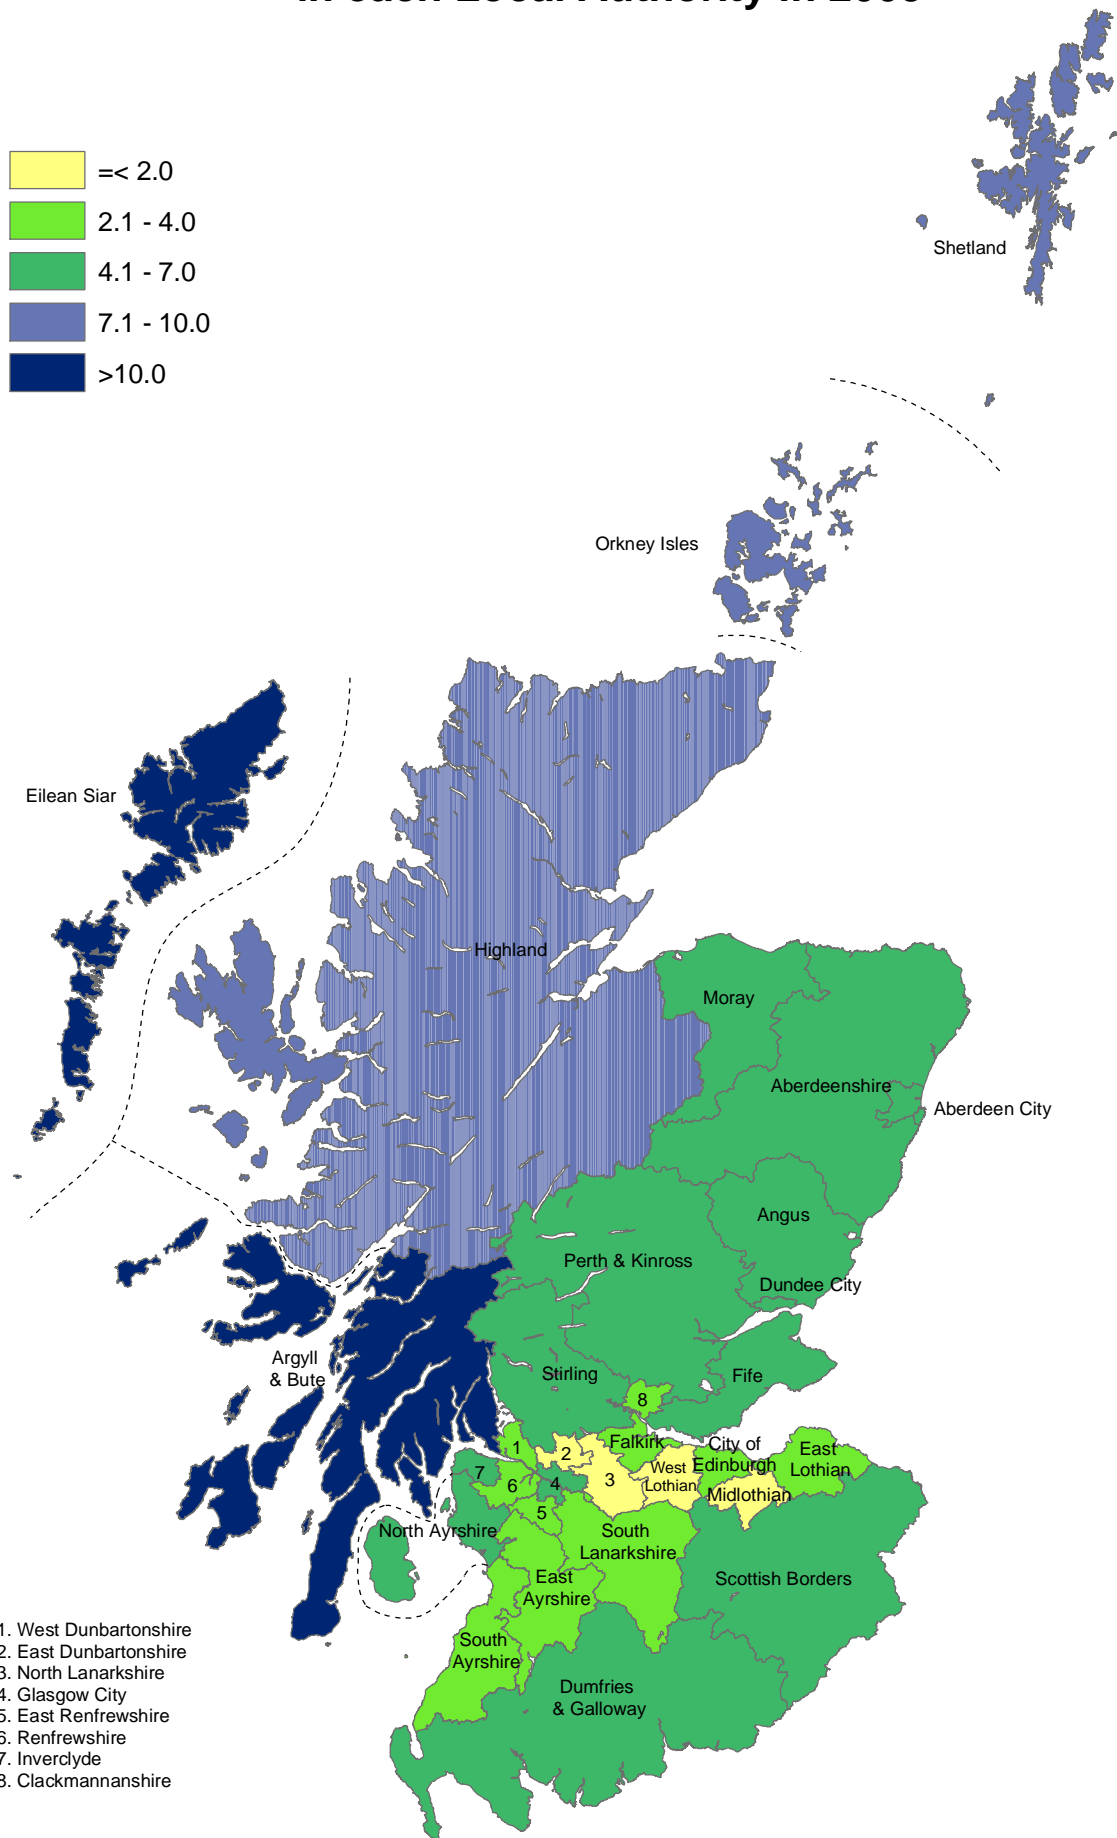 =< 2.0
2.1 - 4.0
4.1 - 7.0
7.1 - 10.0
>10.0
Shetland
Orkney Isles
Eilean Siar
Highland
Moray
Aberdeenshire
Aberdeen City
Angus
Perth & Kinross
Dundee City
Argyll
& Bute
Stirling
Fife
8
1
2
Falkirk
City of
Edinburgh
East
Lothian
7
6
4
3
West
Lothian
Midlothian
5
North Ayrshire
South
Lanarkshire
East
Ayrshire
Scottish Borders
South
Ayrshire
Dumfries
& Galloway
1. West Dunbartonshire
2. East Dunbartonshire
3. North Lanarkshire
4. Glasgow City
5. East Renfrewshire
6. Renfrewshire
7. Inverclyde
8. Clackmannanshire